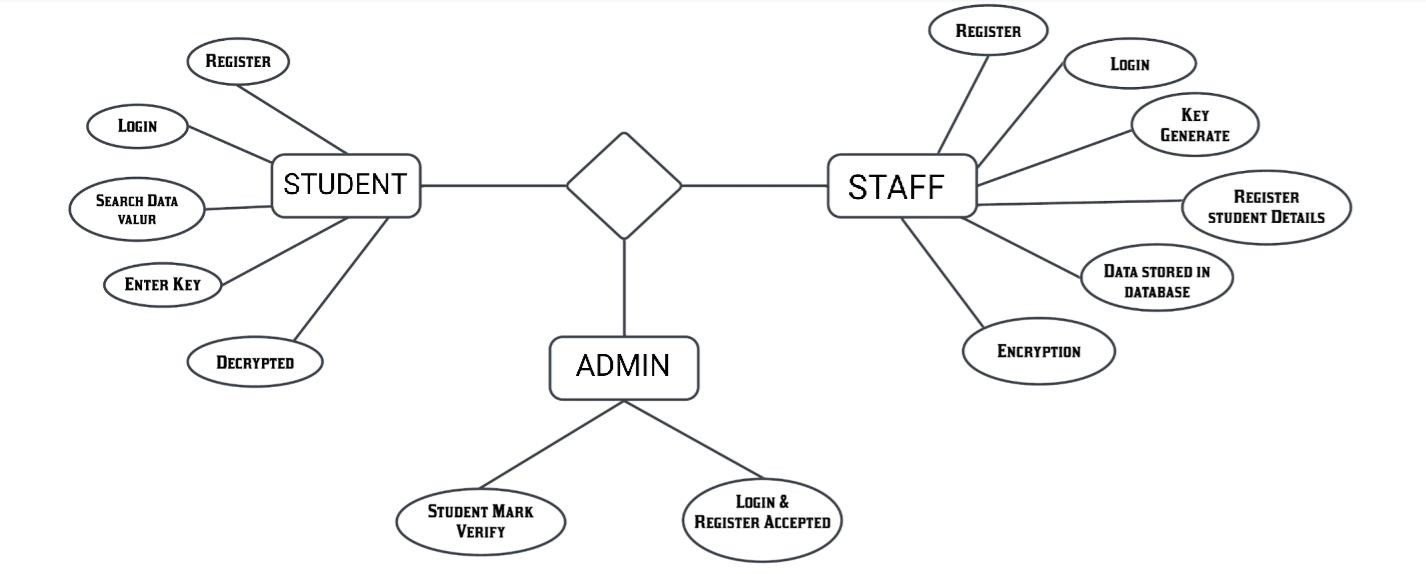 Register
Login
STUDENT
Search Data
valur
Enter Key
Decrypted
Register
Login
Key
Generate
STAFF
Register
student Details
Data stored in
database
Encryption
ADMIN
Student Mark
Verify
Login &
Register Accepted